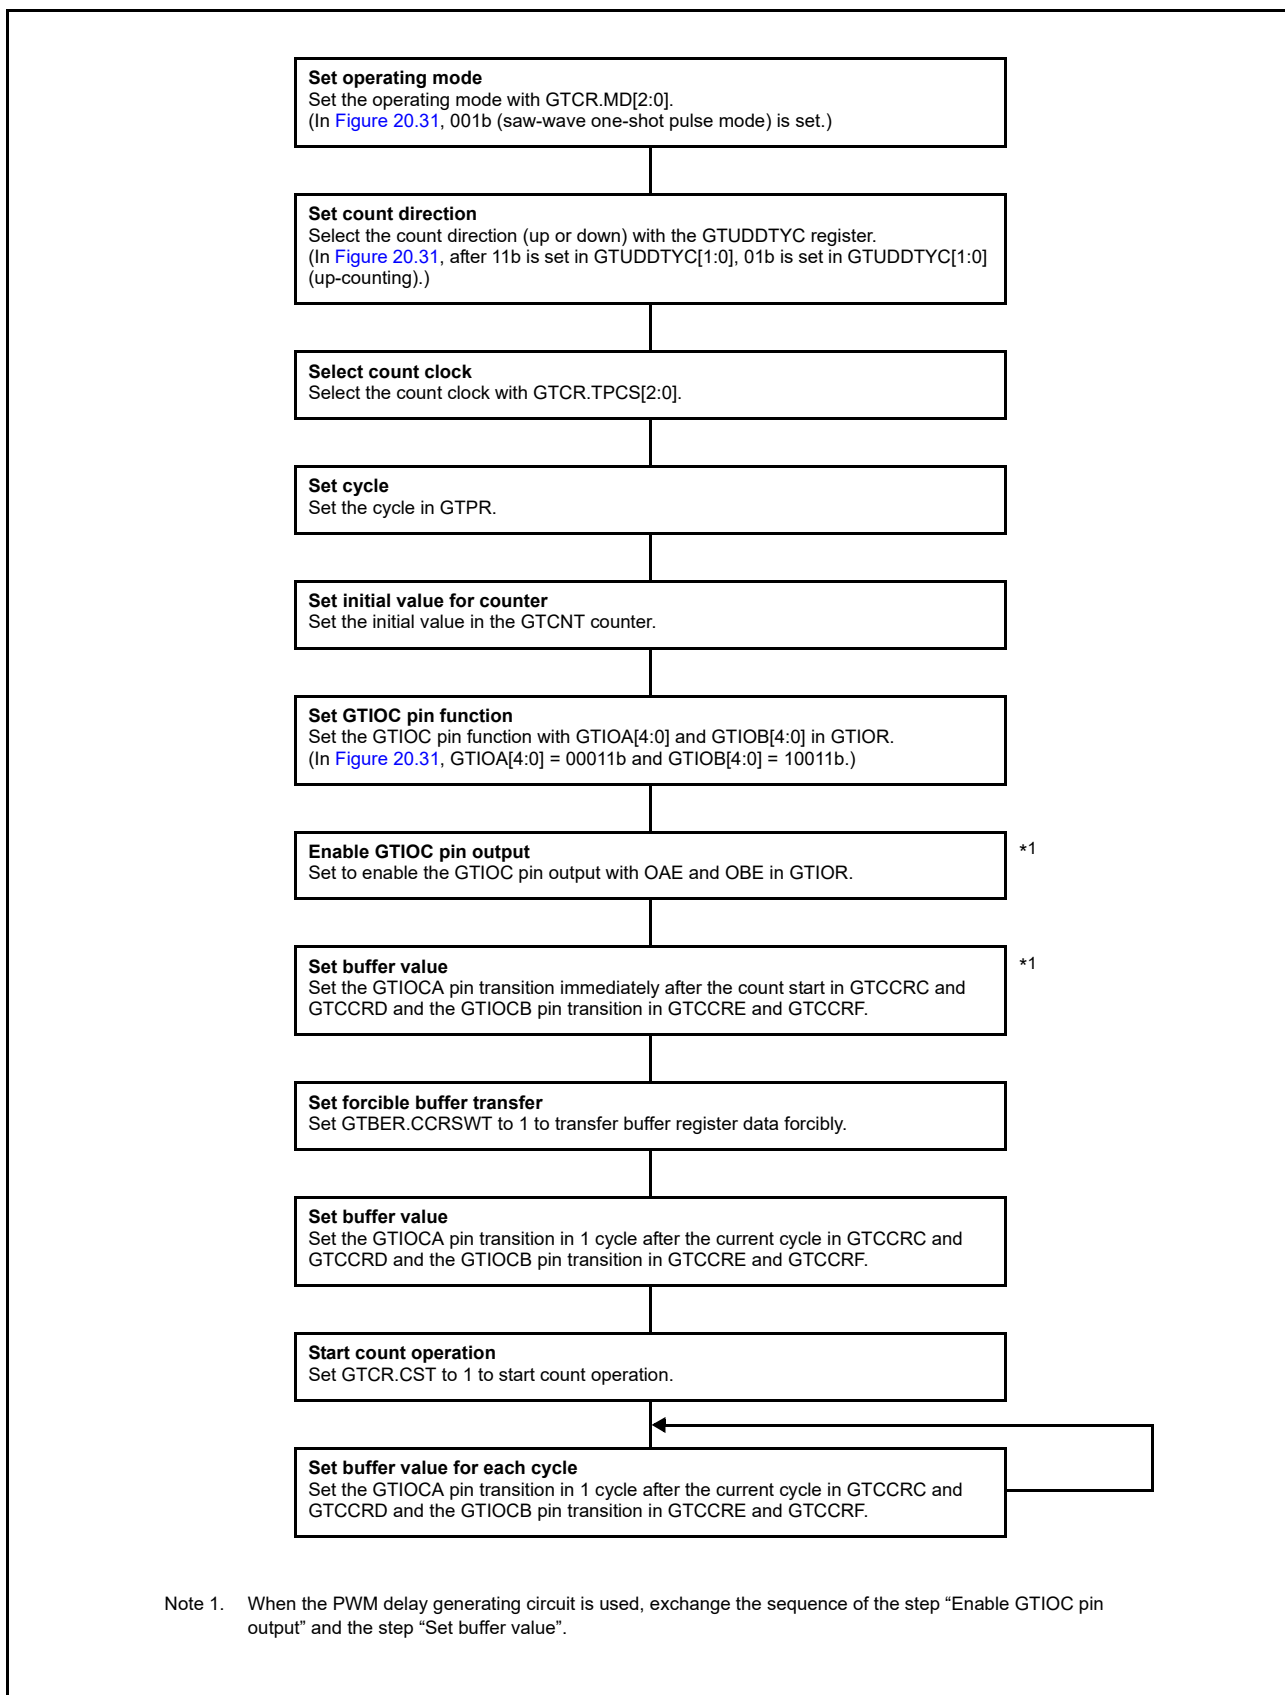 Set operating mode
Set the operating mode with GTCR.MD[2:0].
(In Figure 20.31, 001b (saw-wave one-shot pulse mode) is set.)
Set count direction
Select the count direction (up or down) with the GTUDDTYC register.
(In Figure 20.31, after 11b is set in GTUDDTYC[1:0], 01b is set in GTUDDTYC[1:0]
(up-counting).)
Select count clock
Select the count clock with GTCR.TPCS[2:0].
Set cycle
Set the cycle in GTPR.
Set initial value for counter
Set the initial value in the GTCNT counter.
Set GTIOC pin function
Set the GTIOC pin function with GTIOA[4:0] and GTIOB[4:0] in GTIOR.
(In Figure 20.31, GTIOA[4:0] = 00011b and GTIOB[4:0] = 10011b.)
Enable GTIOC pin output *1
Set to enable the GTIOC pin output with OAE and OBE in GTIOR.
Set buffer value *1
Set the GTIOCA pin transition immediately after the count start in GTCCRC and
GTCCRD and the GTIOCB pin transition in GTCCRE and GTCCRF.
Set forcible buffer transfer
Set GTBER.CCRSWT to 1 to transfer buffer register data forcibly.
Set buffer value
Set the GTIOCA pin transition in 1 cycle after the current cycle in GTCCRC and
GTCCRD and the GTIOCB pin transition in GTCCRE and GTCCRF.
Start count operation
Set GTCR.CST to 1 to start count operation.
Set buffer value for each cycle
Set the GTIOCA pin transition in 1 cycle after the current cycle in GTCCRC and
GTCCRD and the GTIOCB pin transition in GTCCRE and GTCCRF.
Note 1. When the PWM delay generating circuit is used, exchange the sequence of the step “Enable GTIOC pin
output” and the step “Set buffer value”.